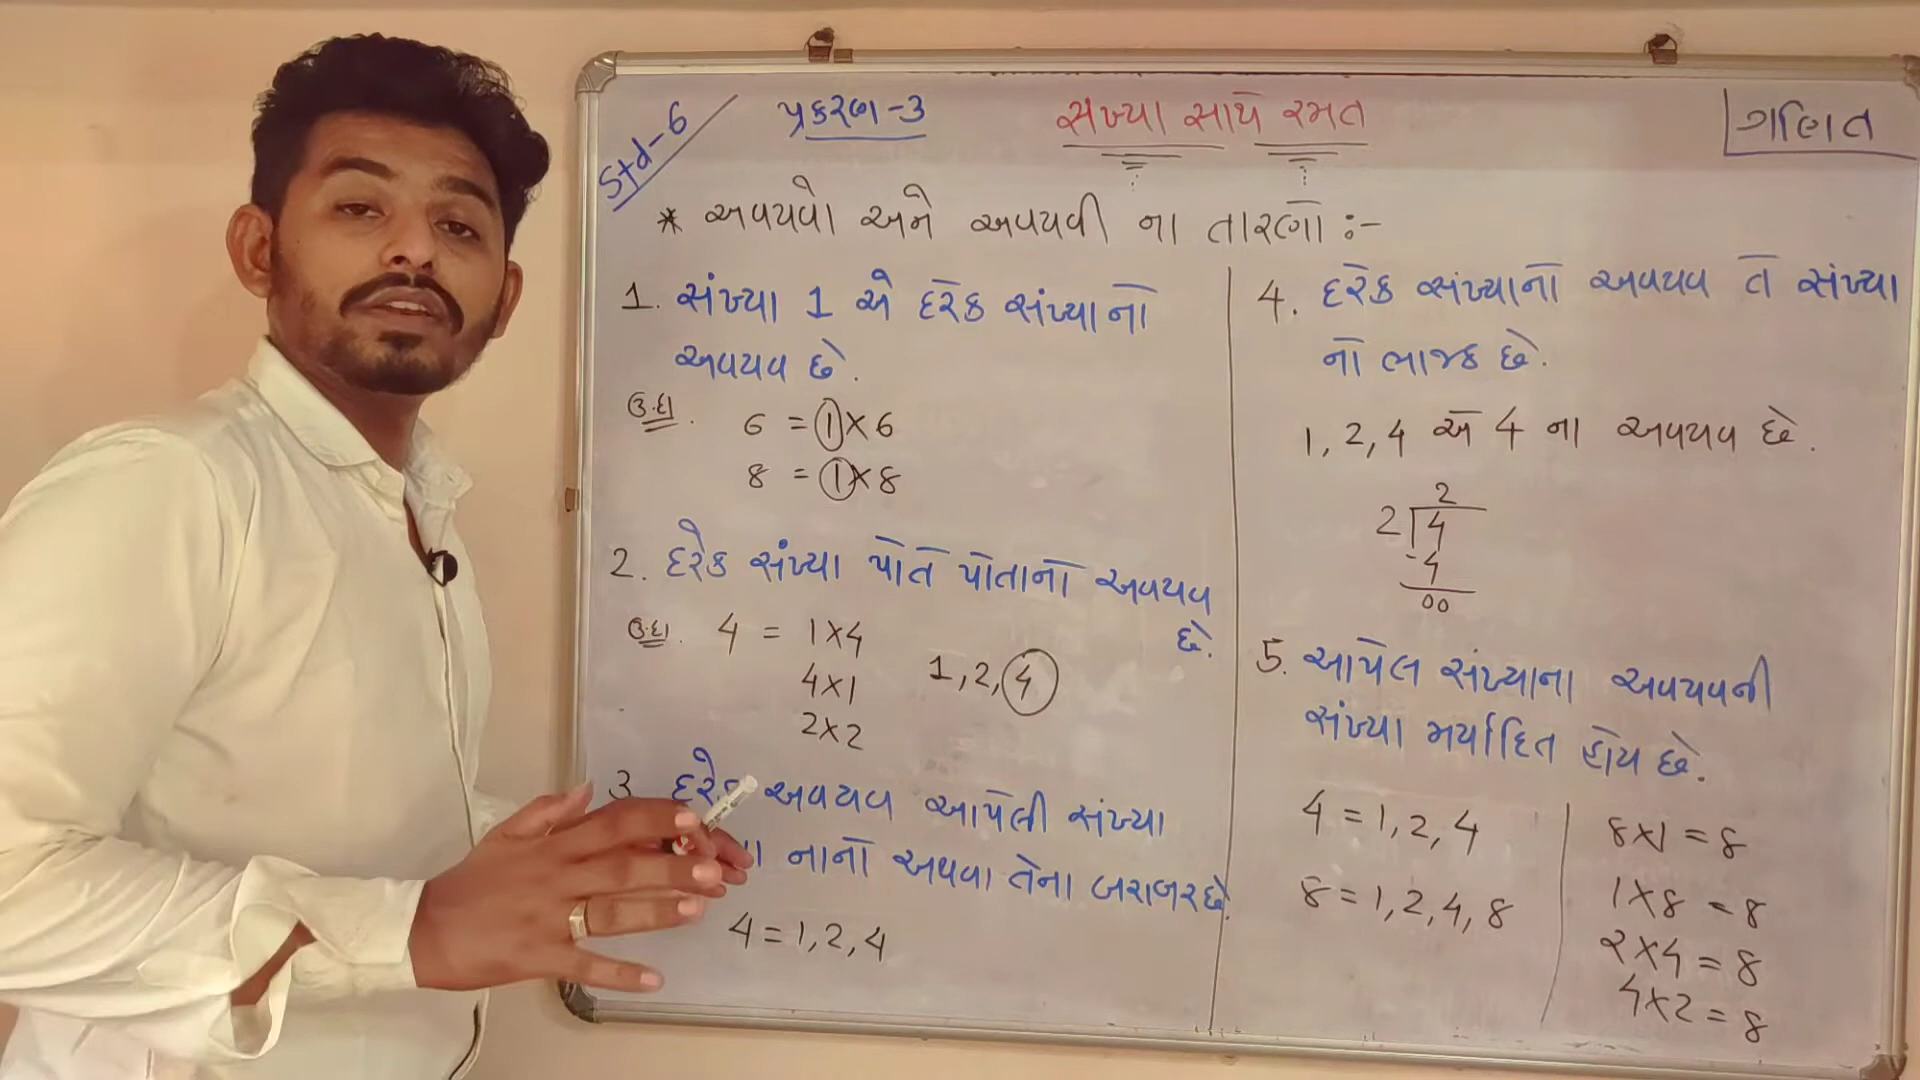 Std-6
પ્રકરણ-3
સંખ્યા સાથે રમત
ગણિત
* અવયવો અને અવયવી ના તારણો :-
1. સંખ્યા 1 એ દરેક સંખ્યાનો
અવયવ છે.
ઉ.દા.
6 = 1 × 6
8 = 1 × 8
2. દરેક સંખ્યા પોતે પોતાનો અવયવ
છે.
ઉ.દા. 4 = 1×4
4×1
2×2
1, 2, 4
3 અવયવ આપેલી સંખ્યા
નાનો અથવા તેના બરાબર છે.
4 = 1, 2, 4
4. દરેક સંખ્યાનો અવયવ તે સંખ્યા
નો ભાજક છે.
1, 2, 4 એ 4 ના અવયવ છે.
2
2 4
-4
00
5. આપેલ સંખ્યાના અવયવની
સંખ્યા મર્યાદિત હોય છે.
4 = 1, 2, 4
8 = 1, 2, 4, 8
8×1 = 8
1×8 = 8
2×4 = 8
4×2 = 8